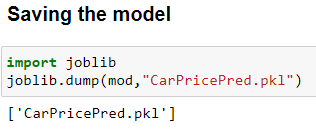 Saving the model
import joblib
joblib.dump(mod,"CarPricePred.pkl")
['CarPricePred.pkl']